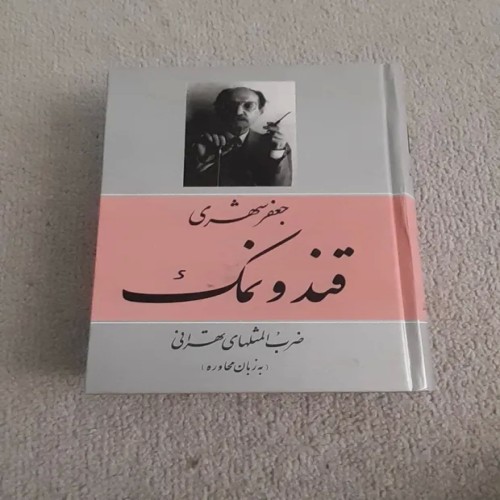 جعفر شهری
قند و نمک
ضرب المثلهای تهرانی
(به زبان محاوره)